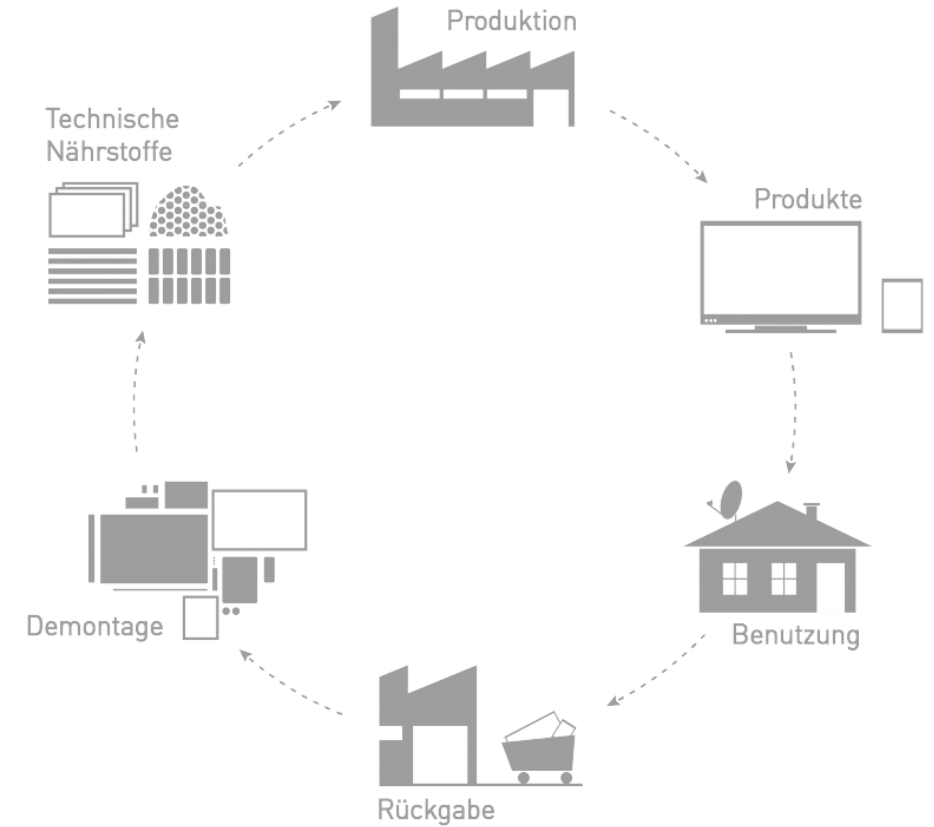 Produktion
Technische
Nährstoffe
Produkte
Demontage
Benutzung
Rückgabe